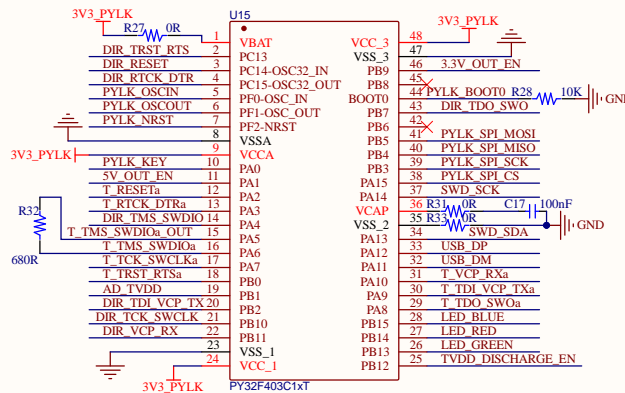 3V3_PYLK
R27 0R
U15
1 VBAT VCC_3 48 3V3_PYLK
DIR_TRST_RTS 2 PC13 VSS_3 47
DIR_RESET 3 PC14-OSC32_IN PB9 46 3.3V_OUT_EN
DIR_RTCK_DTR 4 PC15-OSC32_OUT PB8 45
PYLK_OSCIN 5 PF0-OSC_IN BOOT0 44 PYLK_BOOT0 R28 10K GND
PYLK_OSCOUT 6 PF1-OSC_OUT PB7 43 DIR_TDO_SWO
PYLK_NRST 7 PF2-NRST PB6 42
8 VSSA PB5 41 PYLK_SPI_MOSI
3V3_PYLK 9 VCCA PB4 40 PYLK_SPI_MISO
PYLK_KEY 10 PA0 PB3 39 PYLK_SPI_SCK
5V_OUT_EN 11 PA1 PA15 38 PYLK_SPI_CS
T_RESETa 12 PA2 PA14 37 SWD_SCK
T_RTCK_DTRa 13 PA3 VCAP 36 R31 0R C17 100nF
R32 DIR_TMS_SWDIO 14 PA4 VSS_2 35 R33 0R GND
T_TMS_SWDIOa_OUT 15 PA5 PA13 34 SWD_SDA
680R T_TMS_SWDIOa 16 PA6 PA12 33 USB_DP
T_TCK_SWCLKa 17 PA7 PA11 32 USB_DM
T_TRST_RTSa 18 PB0 PA10 31 T_VCP_RXa
AD_TVDD 19 PB1 PA9 30 T_TDI_VCP_TXa
DIR_TDI_VCP_TX 20 PB2 PA8 29 T_TDO_SWOa
DIR_TCK_SWCLK 21 PB10 PB15 28 LED_BLUE
DIR_VCP_RX 22 PB11 PB14 27 LED_RED
23 VSS_1 PB13 26 LED_GREEN
24 VCC_1 PB12 25 TVDD_DISCHARGE_EN
3V3_PYLK
PY32F403C1xT